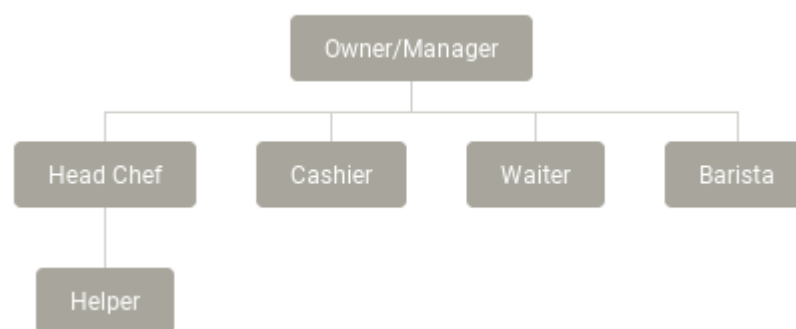 Owner/Manager
Head Chef
Cashier
Waiter
Barista
Helper